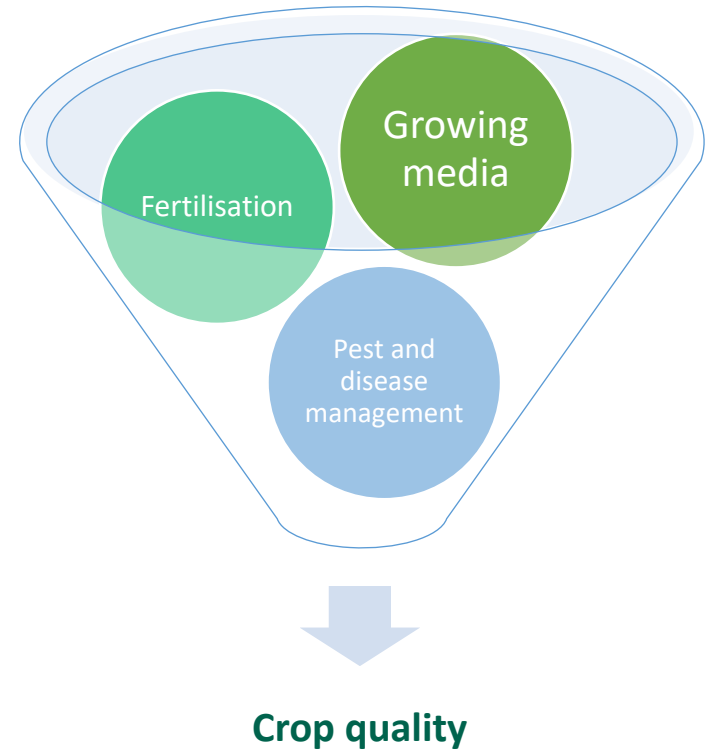 Growing
media
Fertilisation
Pest and
disease
management
Crop quality